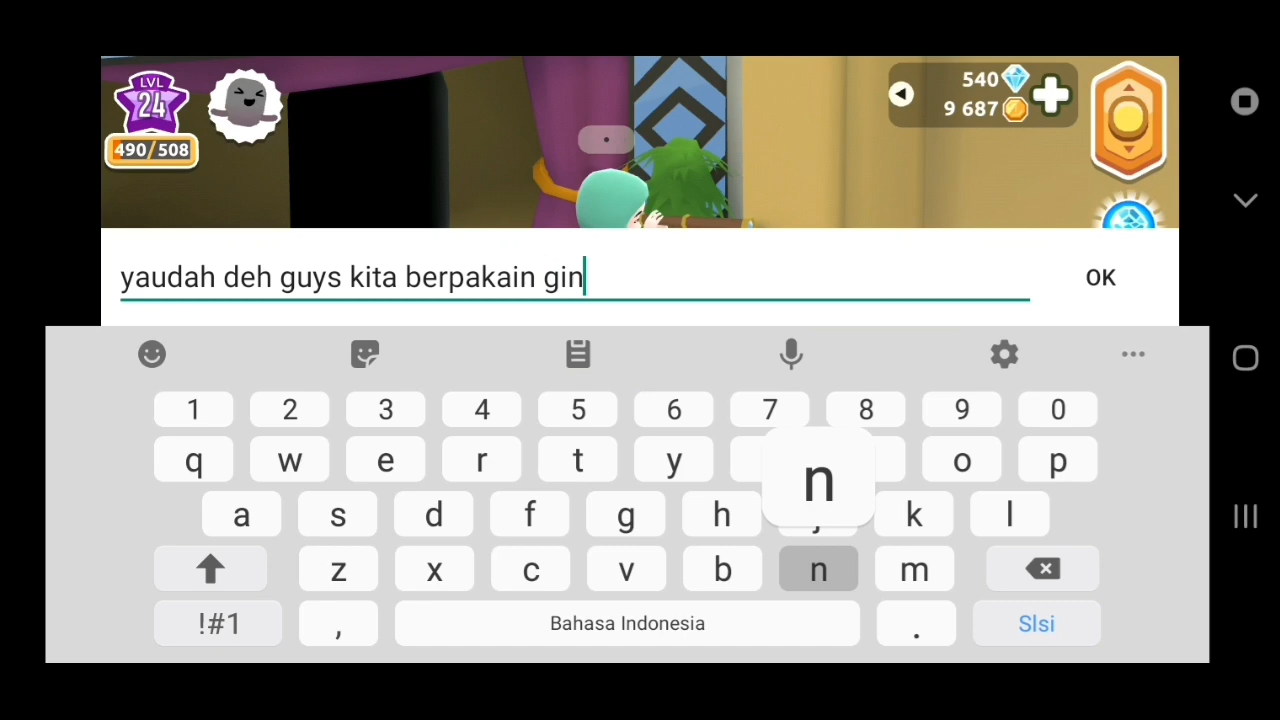 LVL
24
490/508
540
9 687
yaudah deh guys kita berpakain gin
OK
1 2 3 4 5 6 7 8 9 0
q w e r t y o p
n
a s d f g h j k l
z x c v b n m
!#1 , Bahasa Indonesia . Slsi